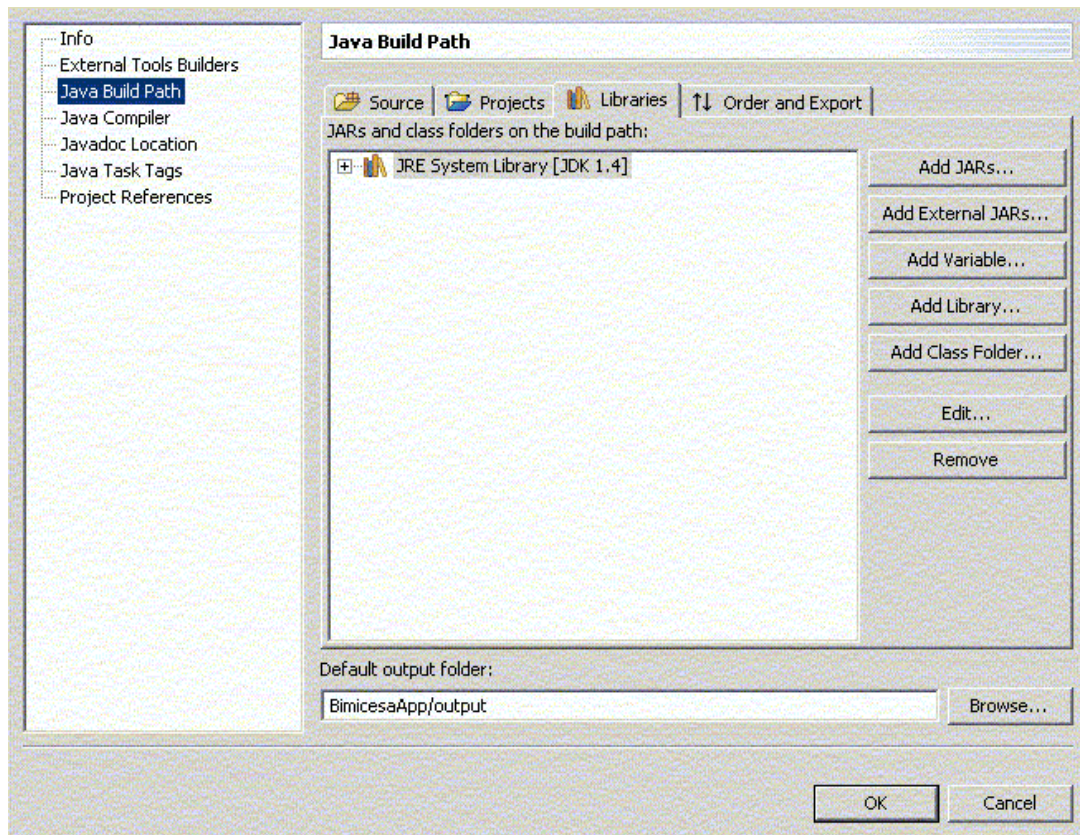 Info
External Tools Builders
Java Build Path
Java Compiler
Javadoc Location
Java Task Tags
Project References
Java Build Path
Source Projects Libraries Order and Export
JARs and class folders on the build path:
JRE System Library [JDK 1.4]
Add JARs...
Add External JARs...
Add Variable...
Add Library...
Add Class Folder...
Edit...
Remove
Default output folder:
BimicesaApp/output
Browse...
OK
Cancel